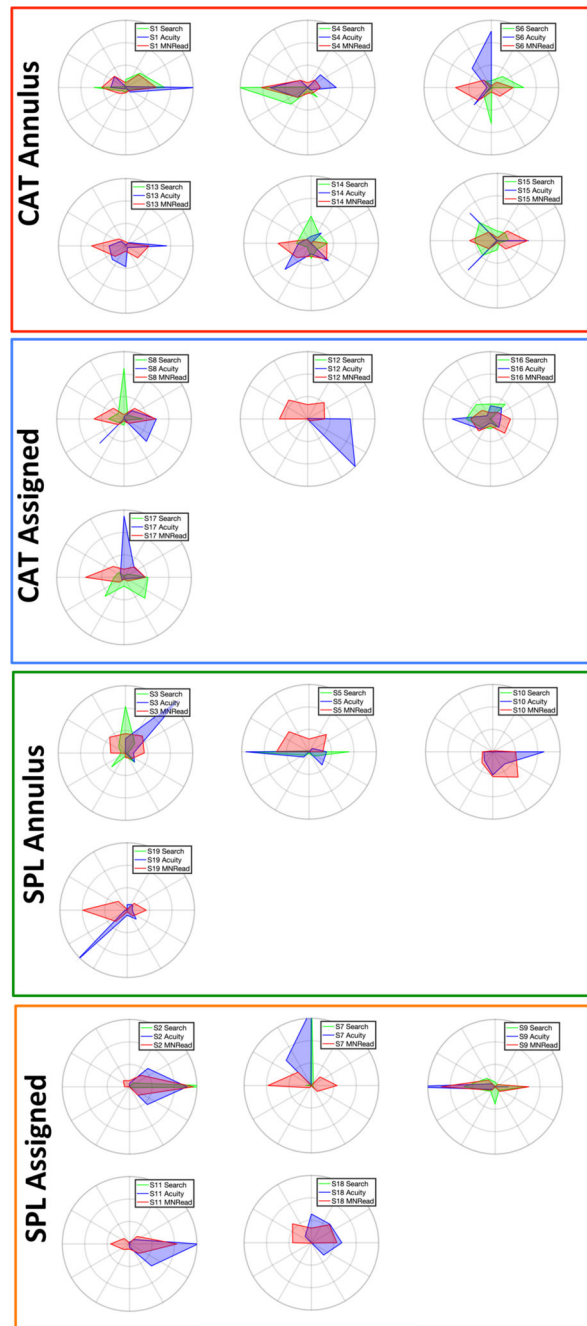 CAT Annulus
S1 Search
S1 Acuity
S1 MNRead
S4 Search
S4 Acuity
S4 MNRead
S6 Search
S6 Acuity
S6 MNRead
S13 Search
S13 Acuity
S13 MNRead
S14 Search
S14 Acuity
S14 MNRead
S15 Search
S15 Acuity
S15 MNRead
CAT Assigned
S8 Search
S8 Acuity
S8 MNRead
S12 Search
S12 Acuity
S12 MNRead
S16 Search
S16 Acuity
S16 MNRead
S17 Search
S17 Acuity
S17 MNRead
SPL Annulus
S3 Search
S3 Acuity
S3 MNRead
S5 Search
S5 Acuity
S5 MNRead
S10 Search
S10 Acuity
S10 MNRead
S19 Search
S19 Acuity
S19 MNRead
SPL Assigned
S2 Search
S2 Acuity
S2 MNRead
S7 Search
S7 Acuity
S7 MNRead
S9 Search
S9 Acuity
S9 MNRead
S11 Search
S11 Acuity
S11 MNRead
S18 Search
S18 Acuity
S18 MNRead